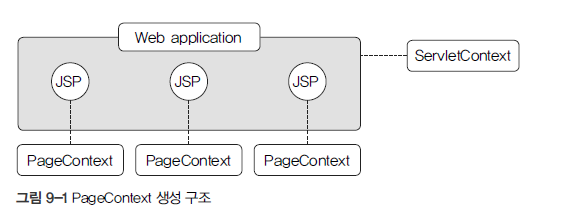 Web application
ServletContext
JSP JSP JSP
PageContext PageContext PageContext
그림 9-1 PageContext 생성 구조